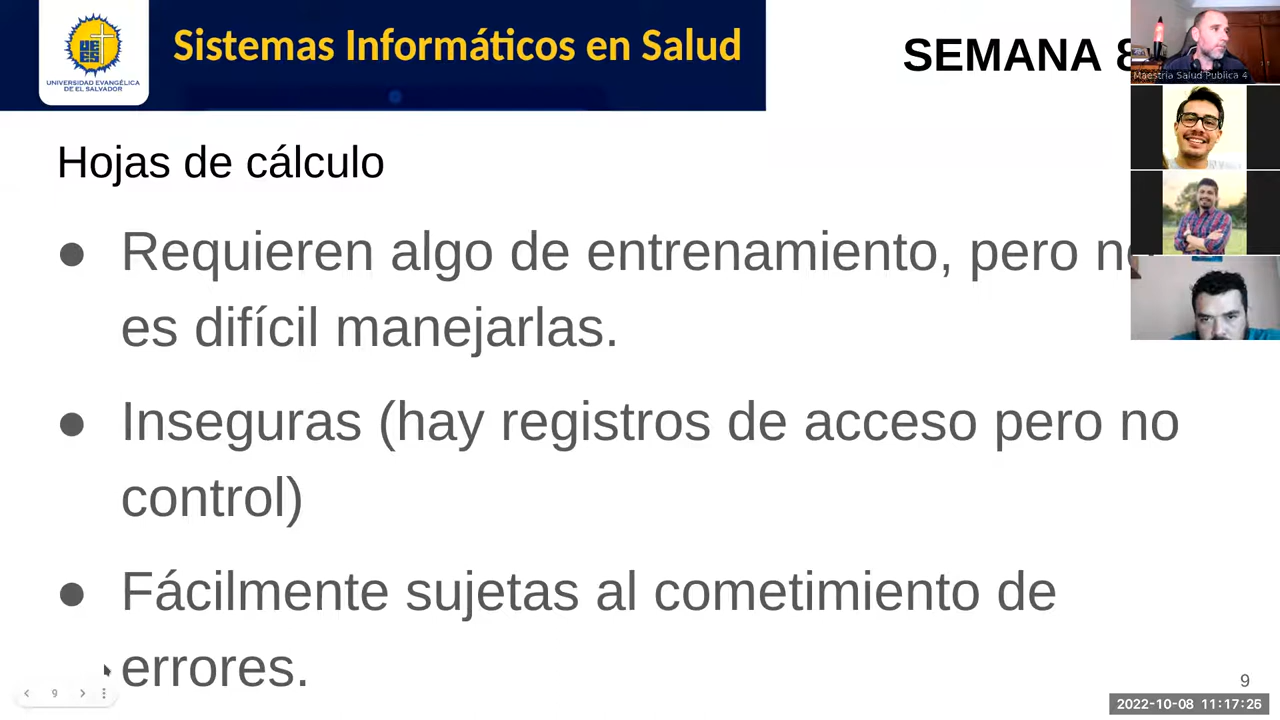 Sistemas Informáticos en Salud
SEMANA 8
UNIVERSIDAD EVANGÉLICA
DE EL SALVADOR
Maestria Salud Publica 4
Hojas de cálculo
● Requieren algo de entrenamiento, pero no
es difícil manejarlas.
● Inseguras (hay registros de acceso pero no
control)
● Fácilmente sujetas al cometimiento de
errores.
9
9
2022-10-08 11:17:26